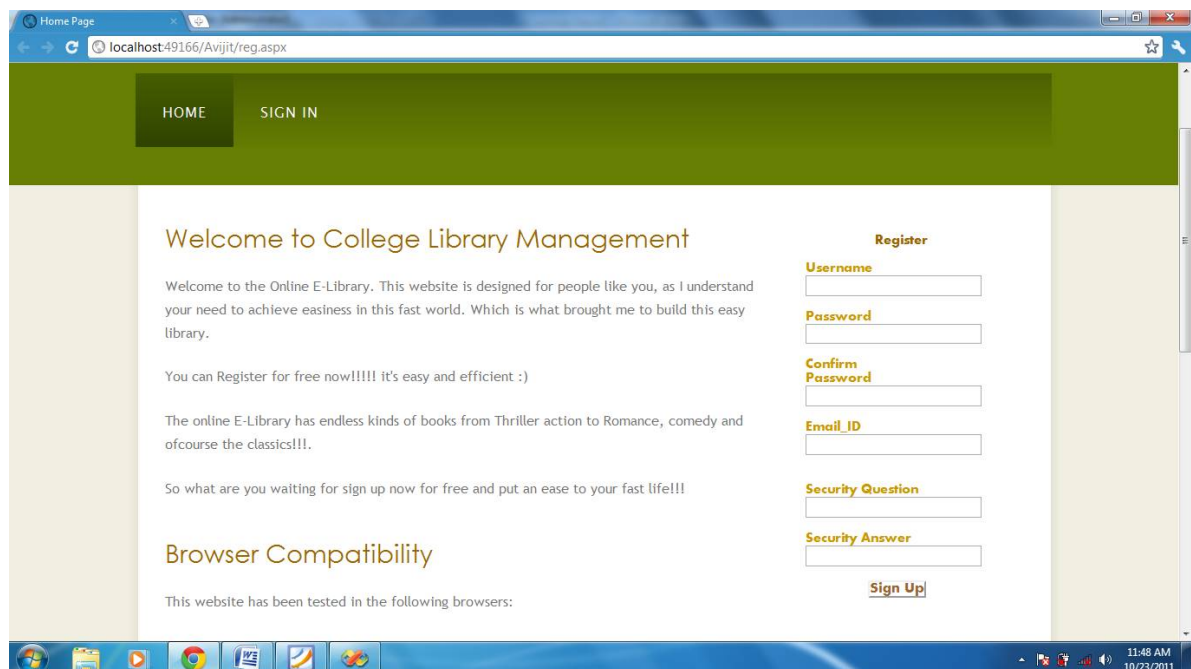 Home Page
localhost:49166/Avijit/reg.aspx
HOME
SIGN IN
Welcome to College Library Management
Welcome to the Online E-Library. This website is designed for people like you, as I understand
your need to achieve easiness in this fast world. Which is what brought me to build this easy
library.
You can Register for free now!!!!! it's easy and efficient :)
The online E-Library has endless kinds of books from Thriller action to Romance, comedy and
ofcourse the classics!!!.
So what are you waiting for sign up now for free and put an ease to your fast life!!!
Browser Compatibility
This website has been tested in the following browsers:
Register
Username
Password
Confirm
Password
Email_ID
Security Question
Security Answer
Sign Up
11:48 AM
10/23/2011